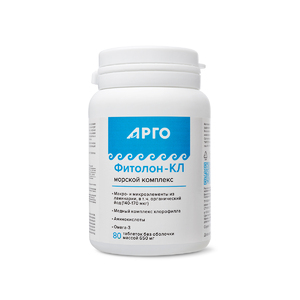 АРГО
Фитолон-КЛ
морской комплекс
• Макро- и микроэлементы из
ламинарии, в т. ч. органический
йод (140-170 мкг)
• Медный комплекс хлорофилла
• Аминокислоты
• Омега-3
80 таблеток без оболочки
массой 650 мг